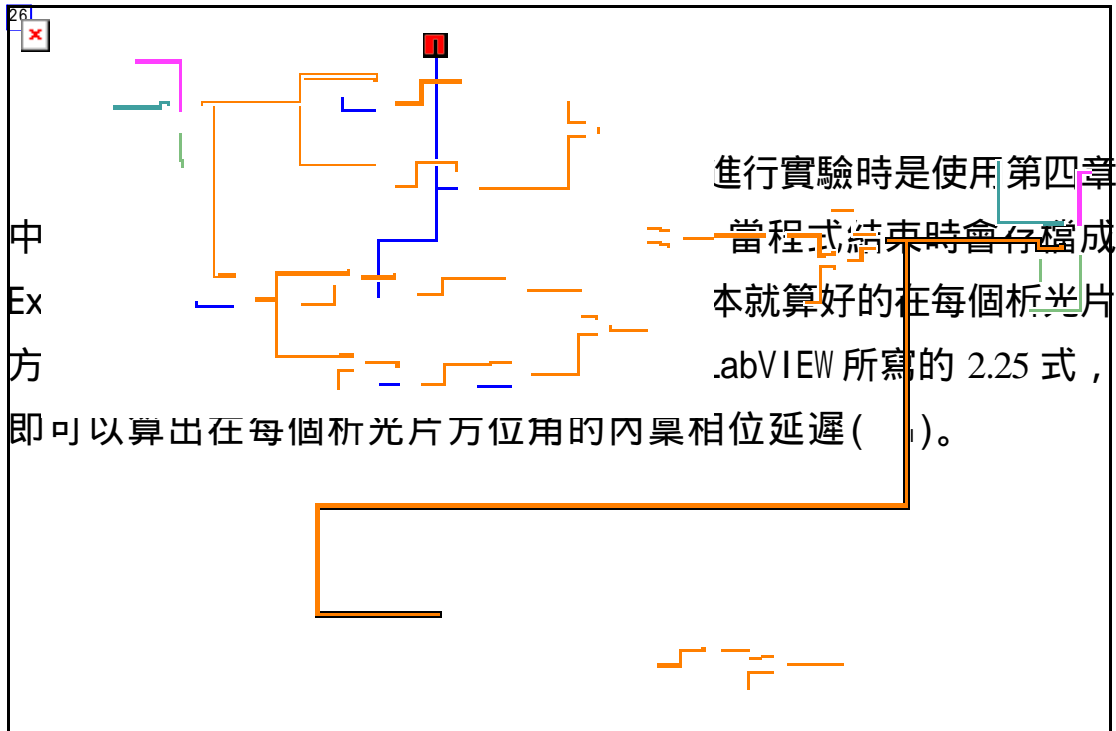 26
進行實驗時是使用第四章
中 當程式結束時會存檔成
Ex 本就算好的在每個析光片
方 LabVIEW 所寫的 2.25 式，
即可以算出在每個析光片方位角的內稟相位延遲( )。